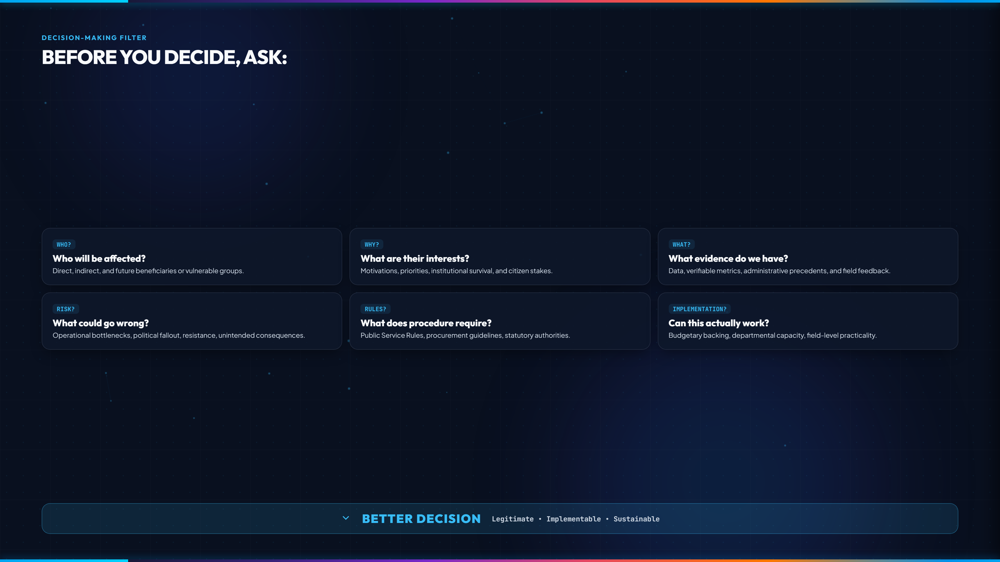 DECISION-MAKING FILTER
BEFORE YOU DECIDE, ASK:
WHO?
Who will be affected?
Direct, indirect, and future beneficiaries or vulnerable groups.
WHY?
What are their interests?
Motivations, priorities, institutional survival, and citizen stakes.
WHAT?
What evidence do we have?
Data, verifiable metrics, administrative precedents, and field feedback.
RISK?
What could go wrong?
Operational bottlenecks, political fallout, resistance, unintended consequences.
RULES?
What does procedure require?
Public Service Rules, procurement guidelines, statutory authorities.
IMPLEMENTATION?
Can this actually work?
Budgetary backing, departmental capacity, field-level practicality.
BETTER DECISION Legitimate • Implementable • Sustainable